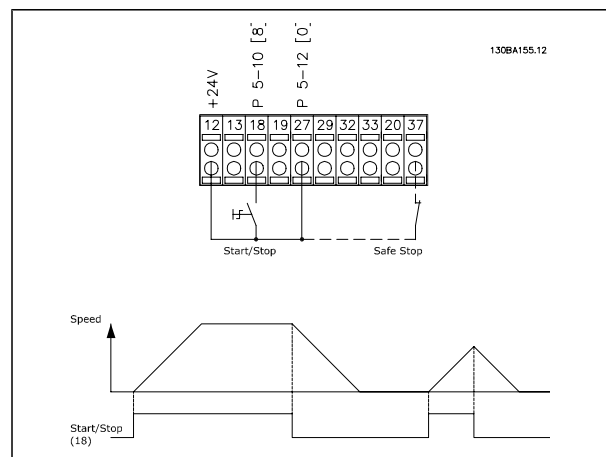 130BA155.12
+24V
P 5-10 [8]
P 5-12 [0]
12 13 18 19 27 29 32 33 20 37
Start/Stop Safe Stop
Speed
Start/Stop
(18)